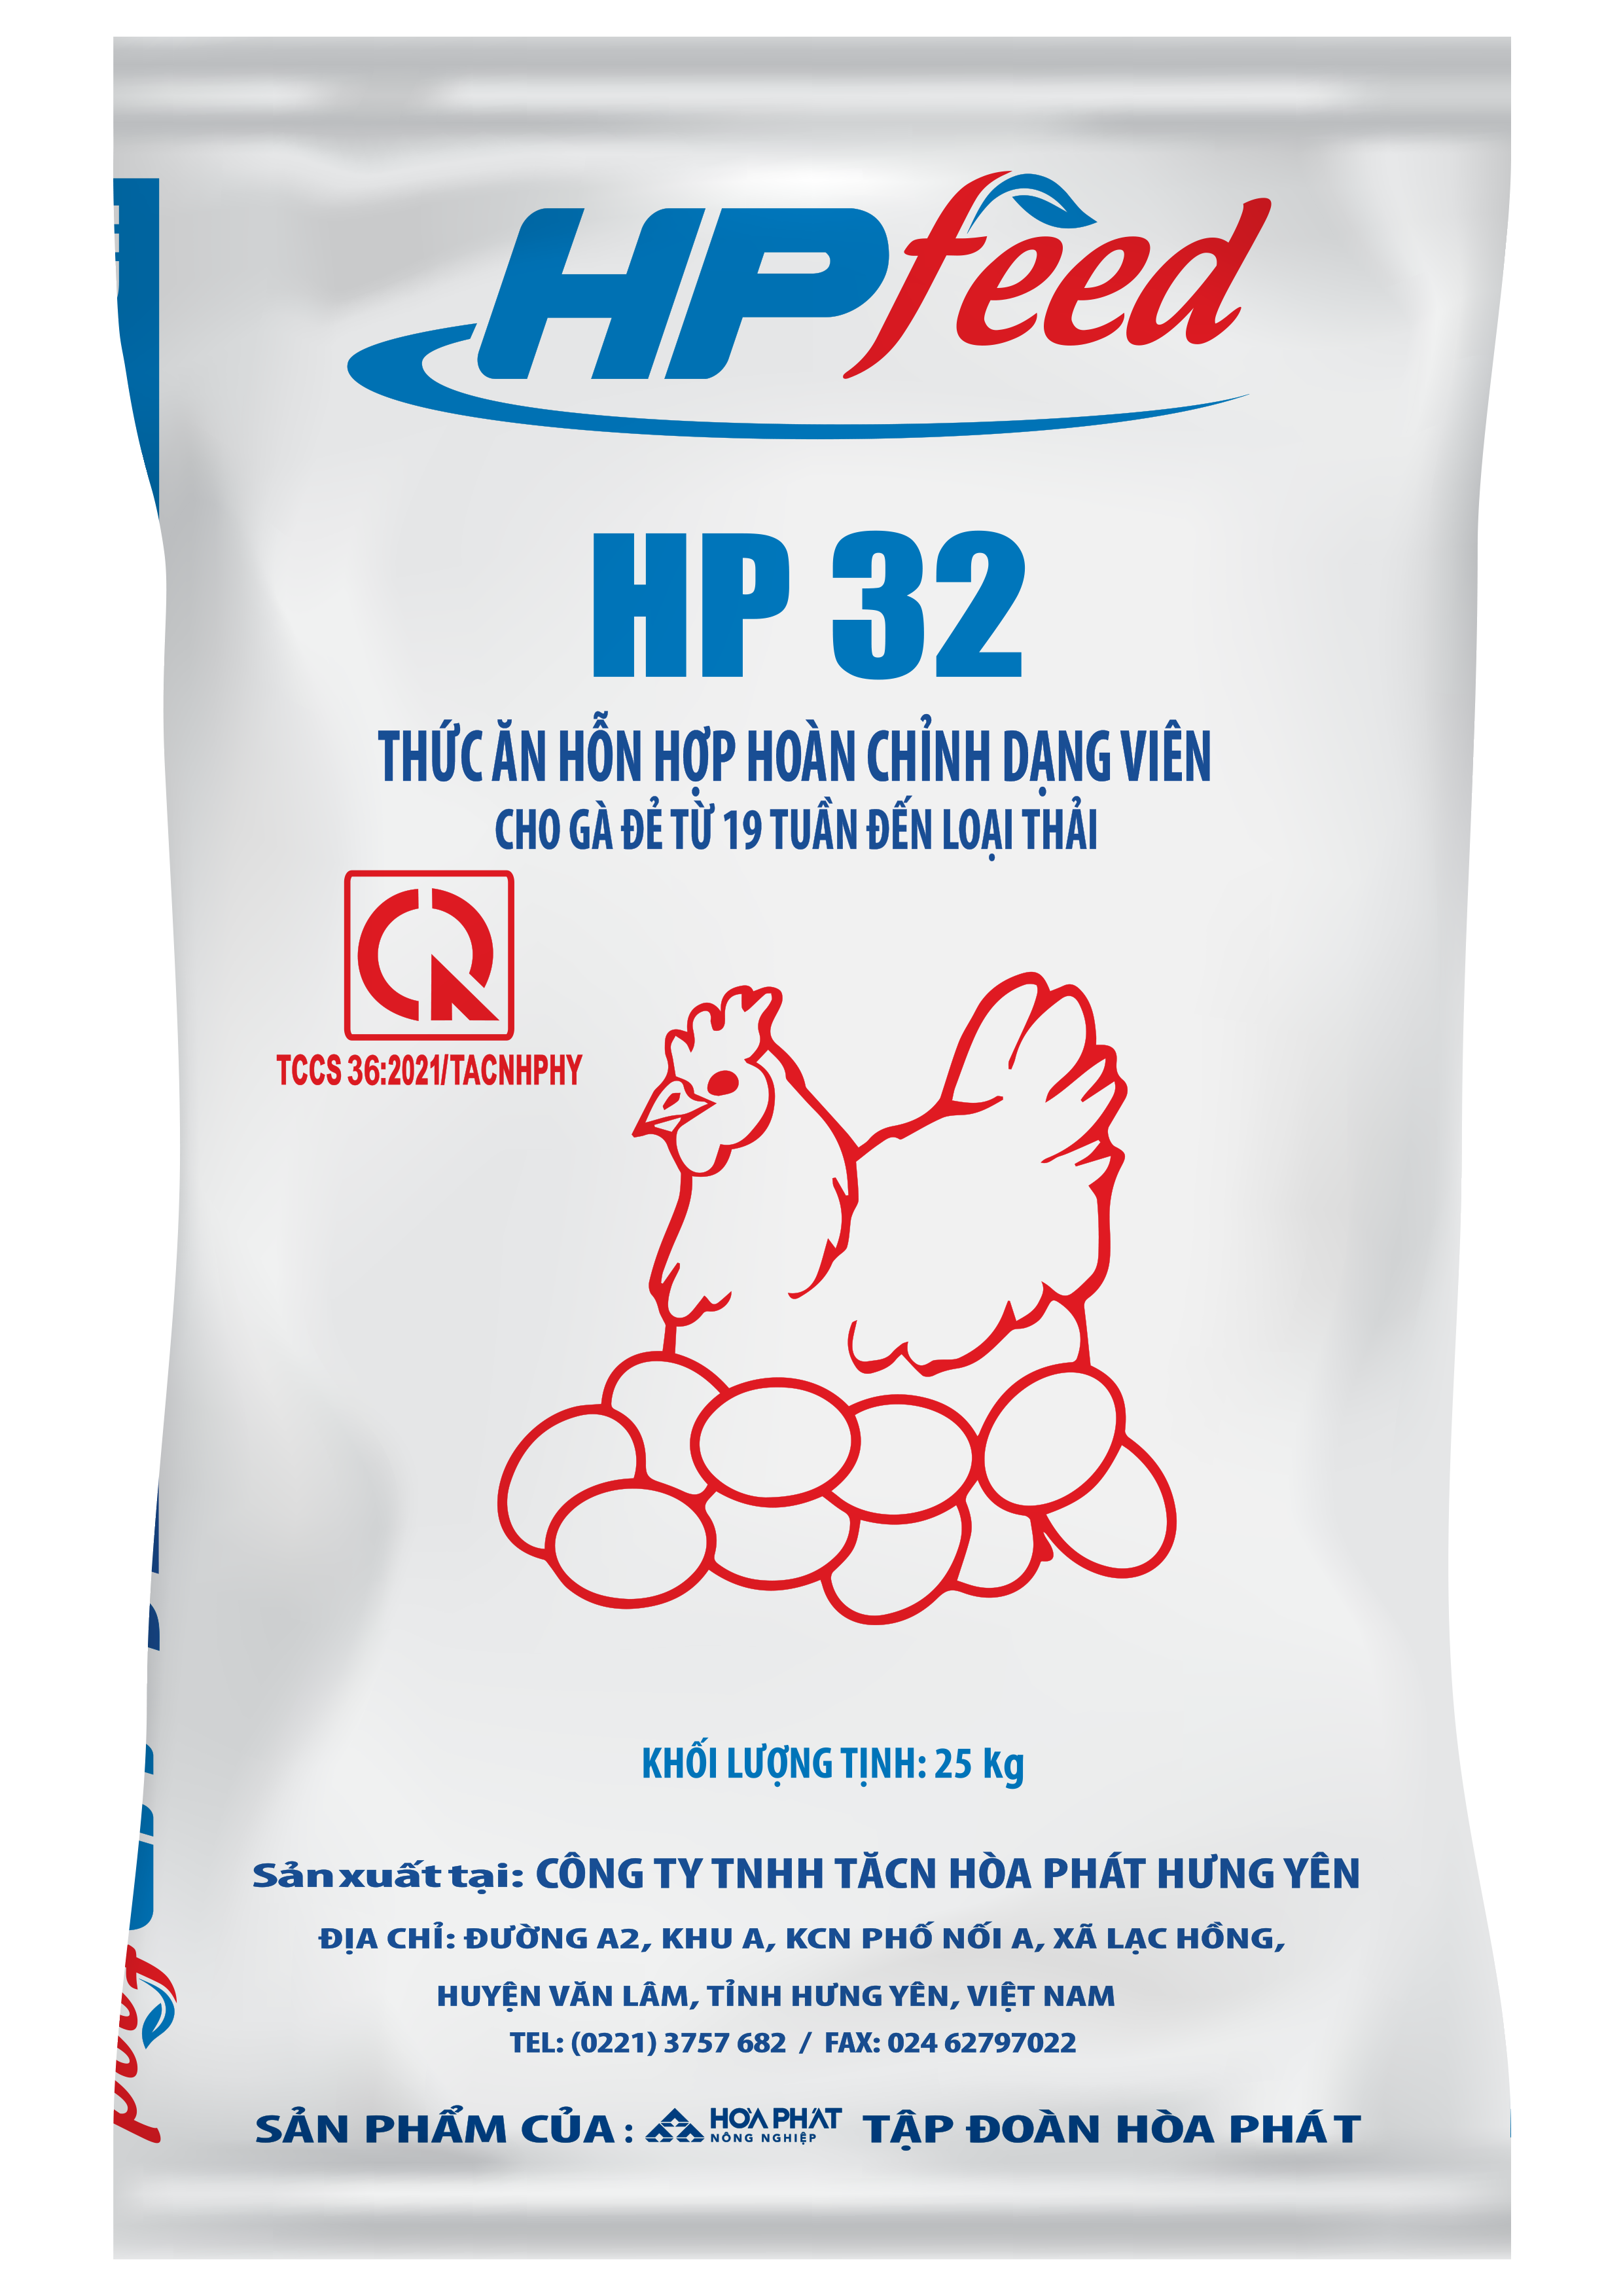 HPfeed
HP 32
THỨC ĂN HỖN HỢP HOÀN CHỈNH DẠNG VIÊN
CHO GÀ ĐẺ TỪ 19 TUẦN ĐẾN LOẠI THẢI
TCCS 36:2021/TACNHPHY
KHỐI LƯỢNG TỊNH: 25 kg
Sản xuất tại: CÔNG TY TNHH TĂCN HÒA PHÁT HƯNG YÊN
ĐỊA CHỈ: ĐƯỜNG A2, KHU A, KCN PHỐ NỐI A, XÃ LẠC HỒNG,
HUYỆN VĂN LÂM, TỈNH HƯNG YÊN, VIỆT NAM
TEL: (0221) 3757 682 / FAX: 024 62797022
SẢN PHẨM CỦA : HÒA PHÁT NÔNG NGHIỆP TẬP ĐOÀN HÒA PHÁT